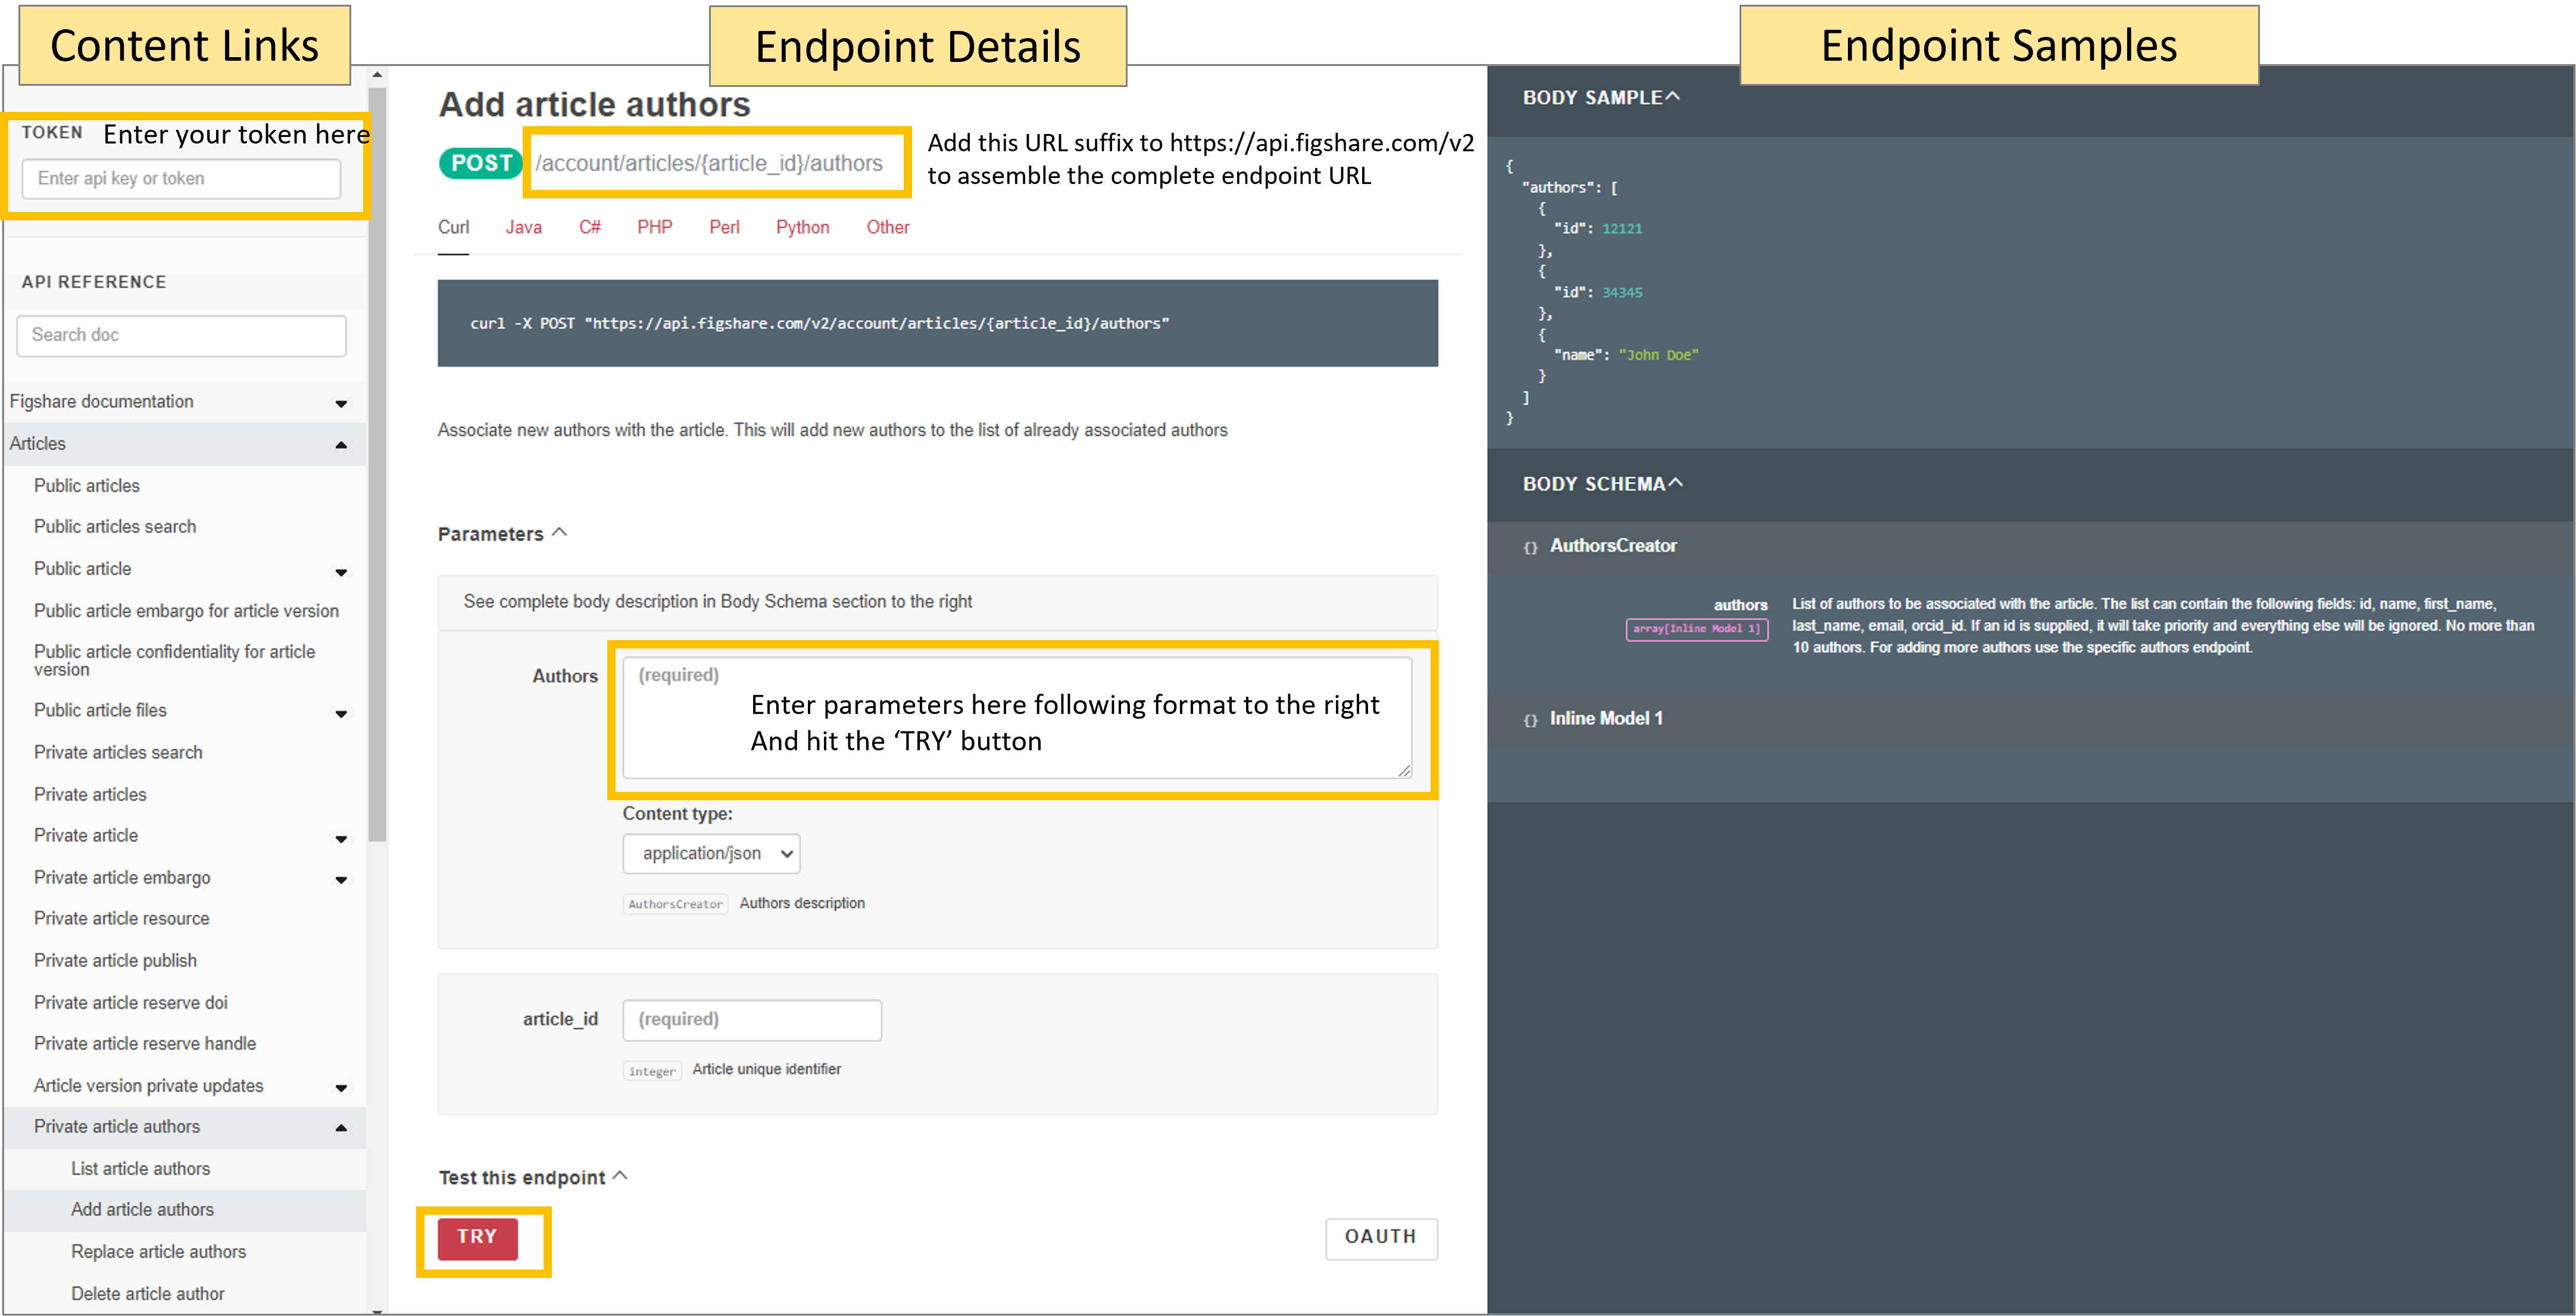 Content Links
Endpoint Details
Endpoint Samples
TOKEN Enter your token here
Enter api key or token
API REFERENCE
Search doc
Figshare documentation
Articles
Public articles
Public articles search
Public article
Public article embargo for article version
Public article confidentiality for article
version
Public article files
Private articles search
Private articles
Private article
Private article embargo
Private article resource
Private article publish
Private article reserve doi
Private article reserve handle
Article version private updates
Private article authors
List article authors
Add article authors
Replace article authors
Delete article author
Add article authors
POST /account/articles/{article_id}/authors
Add this URL suffix to https://api.figshare.com/v2
to assemble the complete endpoint URL
Curl Java C# PHP Perl Python Other
curl -X POST "https://api.figshare.com/v2/account/articles/{article_id}/authors"
Associate new authors with the article. This will add new authors to the list of already associated authors
Parameters
See complete body description in Body Schema section to the right
Authors
(required)
Enter parameters here following format to the right
And hit the ‘TRY’ button
Content type:
application/json
AuthorsCreator Authors description
article_id (required)
integer Article unique identifier
Test this endpoint
TRY
OAUTH
BODY SAMPLE
{
"authors": [
{
"id": 12121
},
{
"id": 34345
},
{
"name": "John Doe"
}
]
}
BODY SCHEMA
{} AuthorsCreator
authors
array[Inline Model 1]
List of authors to be associated with the article. The list can contain the following fields: id, name, first_name,
last_name, email, orcid_id. If an id is supplied, it will take priority and everything else will be ignored. No more than
10 authors. For adding more authors use the specific authors endpoint.
{} Inline Model 1